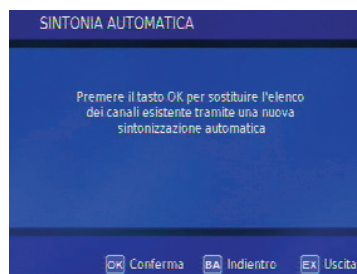 SINTONIA AUTOMATICA
Premere il tasto OK per sostituire l'elenco
dei canali esistente tramite una nuova
sintonizzazione automatica
OK Conferma BA Indientro EX Uscita